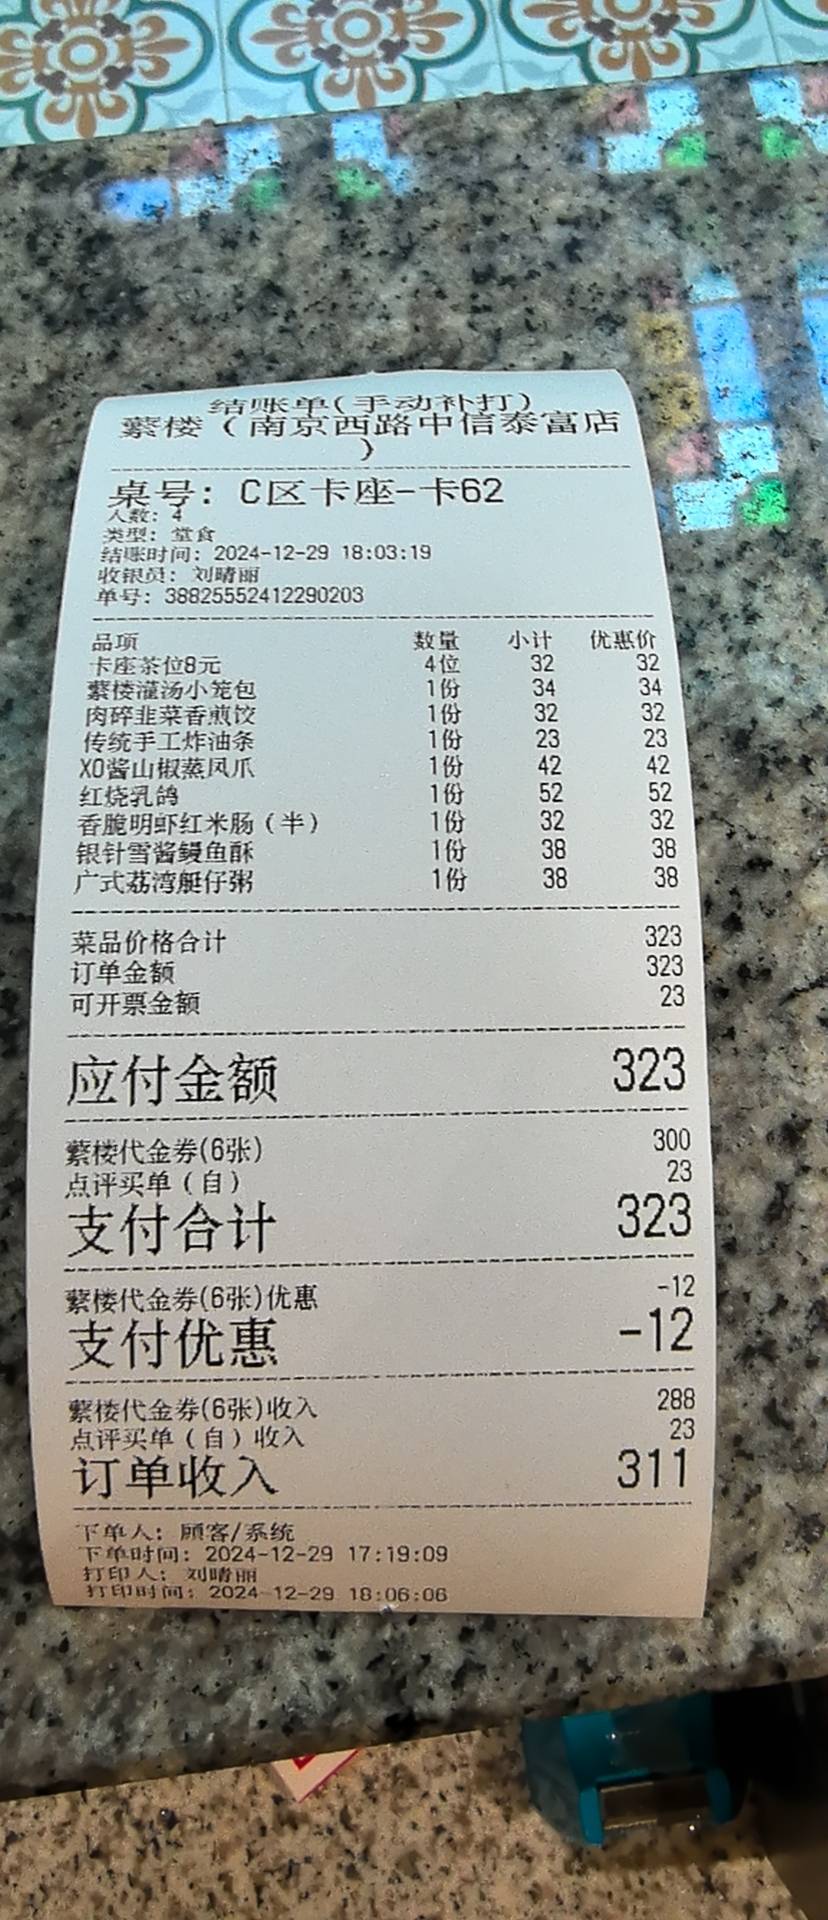 结账单(手动补打)
蘩楼（南京西路中信泰富店
）
桌号: C区卡座-卡62
人数: 4
类型: 堂食
结账时间: 2024-12-29 18:03:19
收银员: 刘晴丽
单号: 38825552412290203
品项 数量 小计 优惠价
卡座茶位8元 4位 32 32
蘩楼灌汤小笼包 1份 34 34
肉碎韭菜香煎饺 1份 32 32
传统手工炸油条 1份 23 23
XO酱山椒蒸凤爪 1份 42 42
红烧乳鸽 1份 52 52
香脆明虾红米肠（半） 1份 32 32
银针雪酱鳗鱼酥 1份 38 38
广式荔湾艇仔粥 1份 38 38
菜品价格合计 323
订单金额 323
可开票金额 23
应付金额 323
蘩楼代金券(6张) 300
点评买单（自） 23
支付合计 323
蘩楼代金券(6张)优惠 -12
支付优惠 -12
蘩楼代金券(6张)收入 288
点评买单（自）收入 23
订单收入 311
下单人: 顾客/系统
下单时间: 2024-12-29 17:19:09
打印人: 刘晴丽
打印时间: 2024-12-29 18:06:06